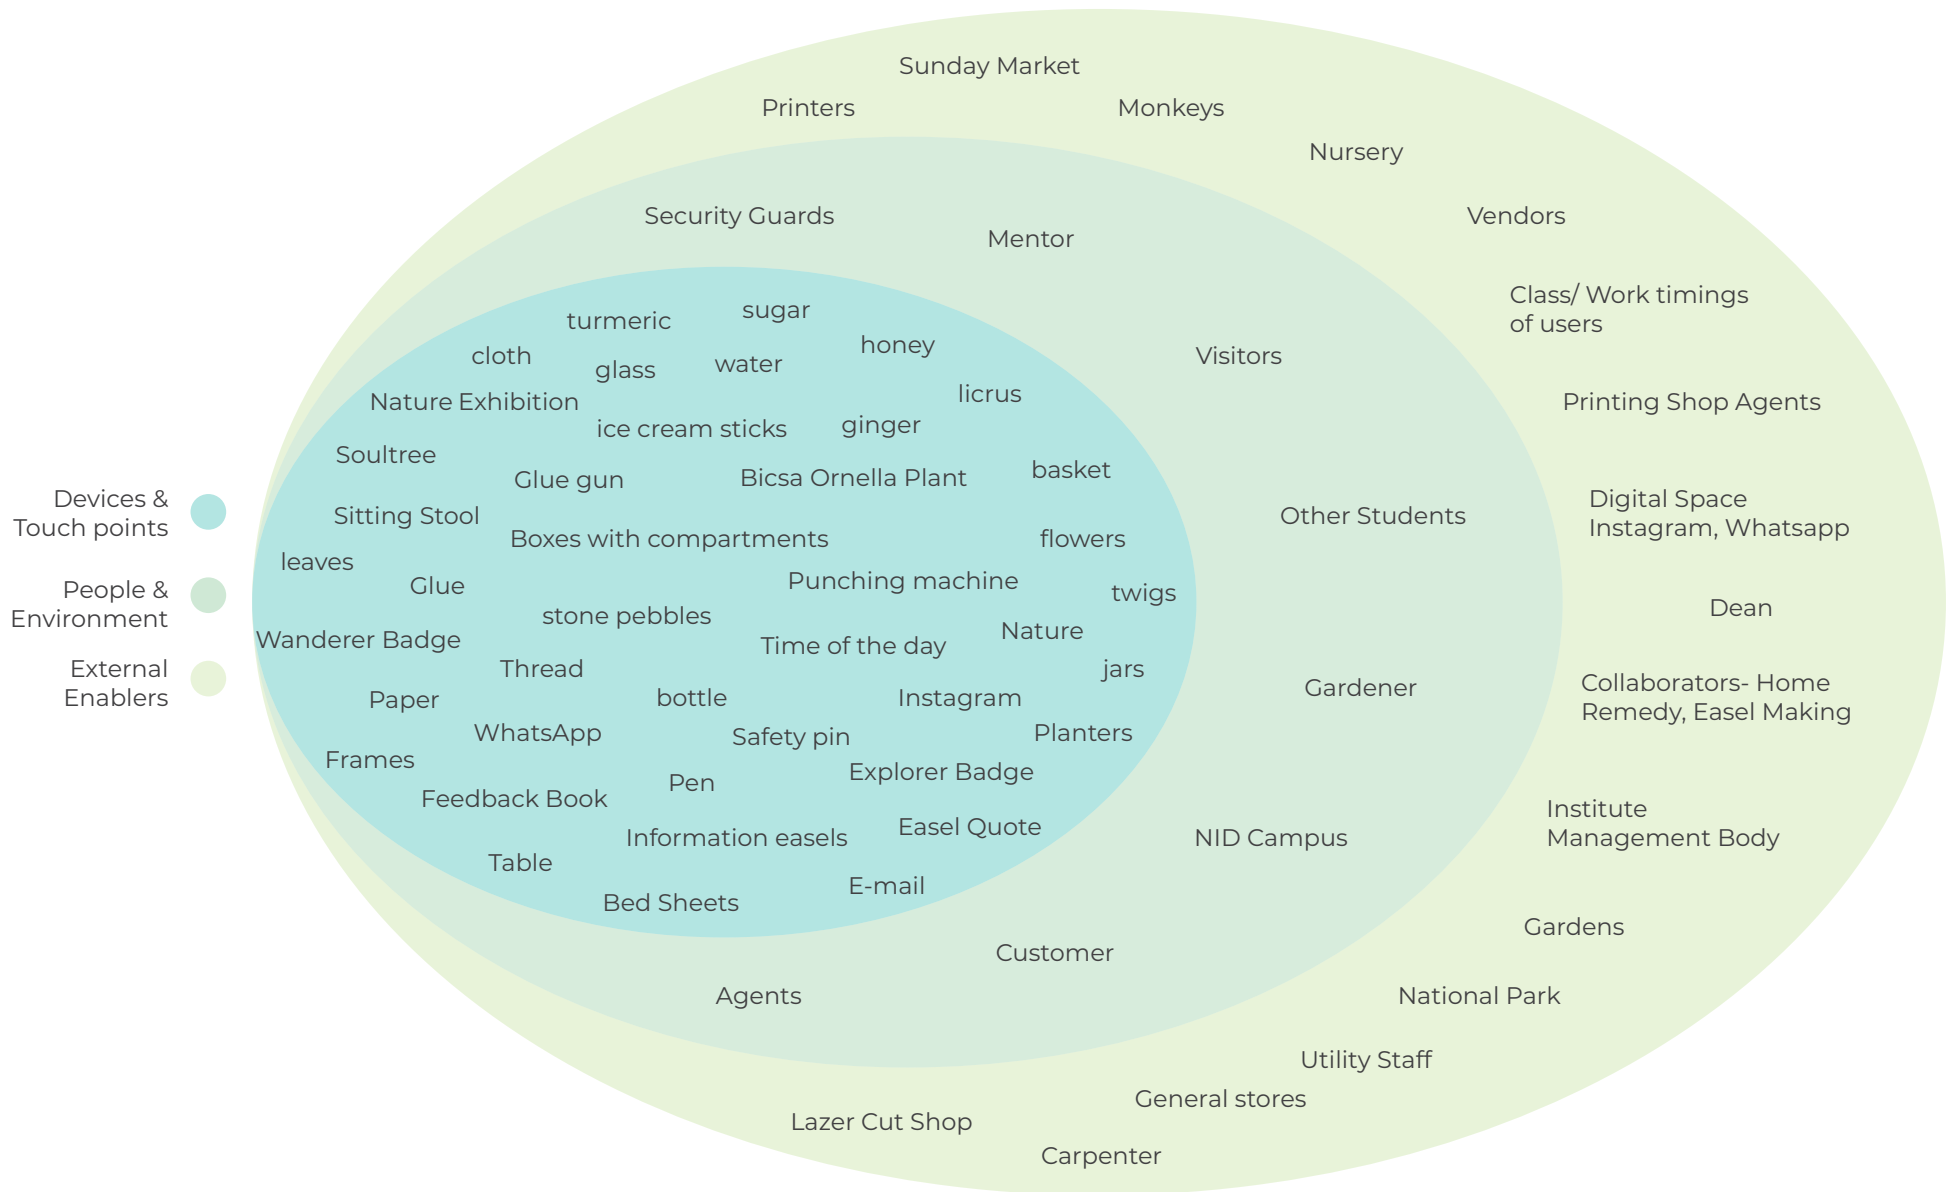 Sunday Market
Printers
Monkeys
Nursery
Security Guards
Vendors
Mentor
Class/ Work timings
of users
turmeric
sugar
cloth
glass
water
honey
Visitors
Nature Exhibition
licrus
Printing Shop Agents
ice cream sticks
ginger
Soultree
Glue gun
Bicsa Ornella Plant
basket
Devices &
Touch points
Sitting Stool
Other Students
Digital Space
Instagram, Whatsapp
Boxes with compartments
flowers
leaves
Glue
Punching machine
twigs
People &
Environment
stone pebbles
Dean
Wanderer Badge
Time of the day
Nature
External
Enablers
Thread
jars
Gardener
Collaborators- Home
Remedy, Easel Making
Paper
bottle
Instagram
WhatsApp
Safety pin
Planters
Frames
Pen
Explorer Badge
Feedback Book
Information easels
Easel Quote
NID Campus
Institute
Management Body
Table
E-mail
Bed Sheets
Gardens
Customer
Agents
National Park
Utility Staff
General stores
Lazer Cut Shop
Carpenter